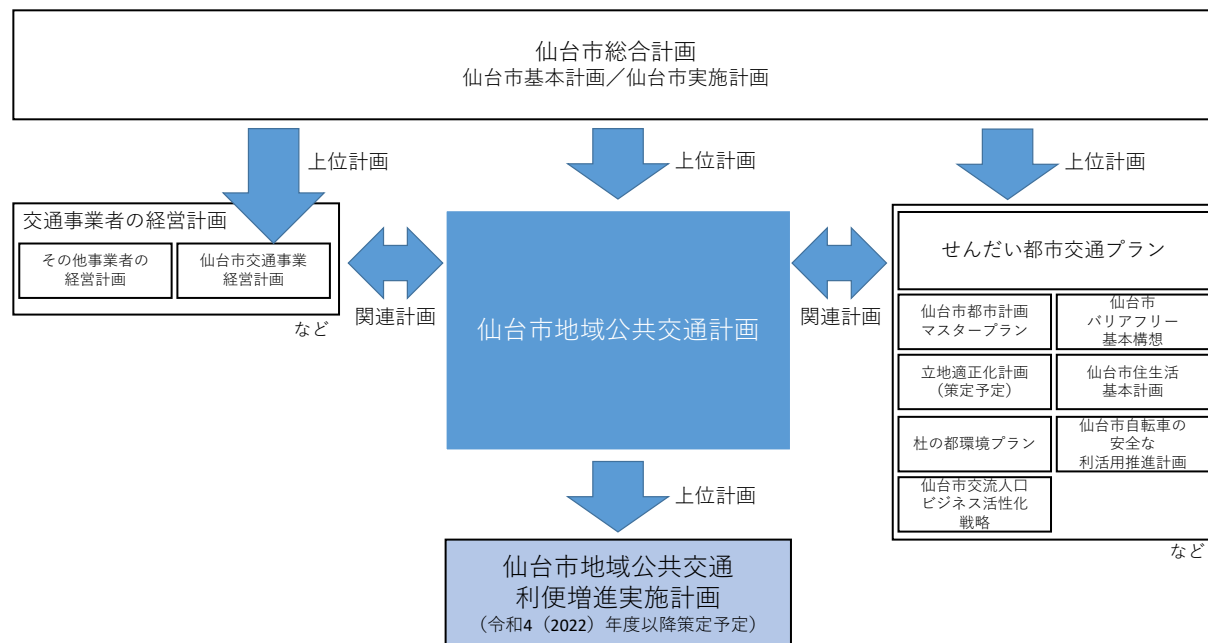 仙台市総合計画
仙台市基本計画／仙台市実施計画
上位計画
上位計画
上位計画
交通事業者の経営計画
その他事業者の
経営計画
仙台市交通事業
経営計画
など
関連計画
仙台市地域公共交通計画
関連計画
せんだい都市交通プラン
仙台市都市計画
マスタープラン
仙台市
バリアフリー
基本構想
立地適正化計画
(策定予定)
仙台市住生活
基本計画
杜の都環境プラン
仙台市自転車の
安全な
利活用推進計画
仙台市交流人口
ビジネス活性化
戦略
など
上位計画
仙台市地域公共交通
利便増進実施計画
（令和4（2022）年度以降策定予定）